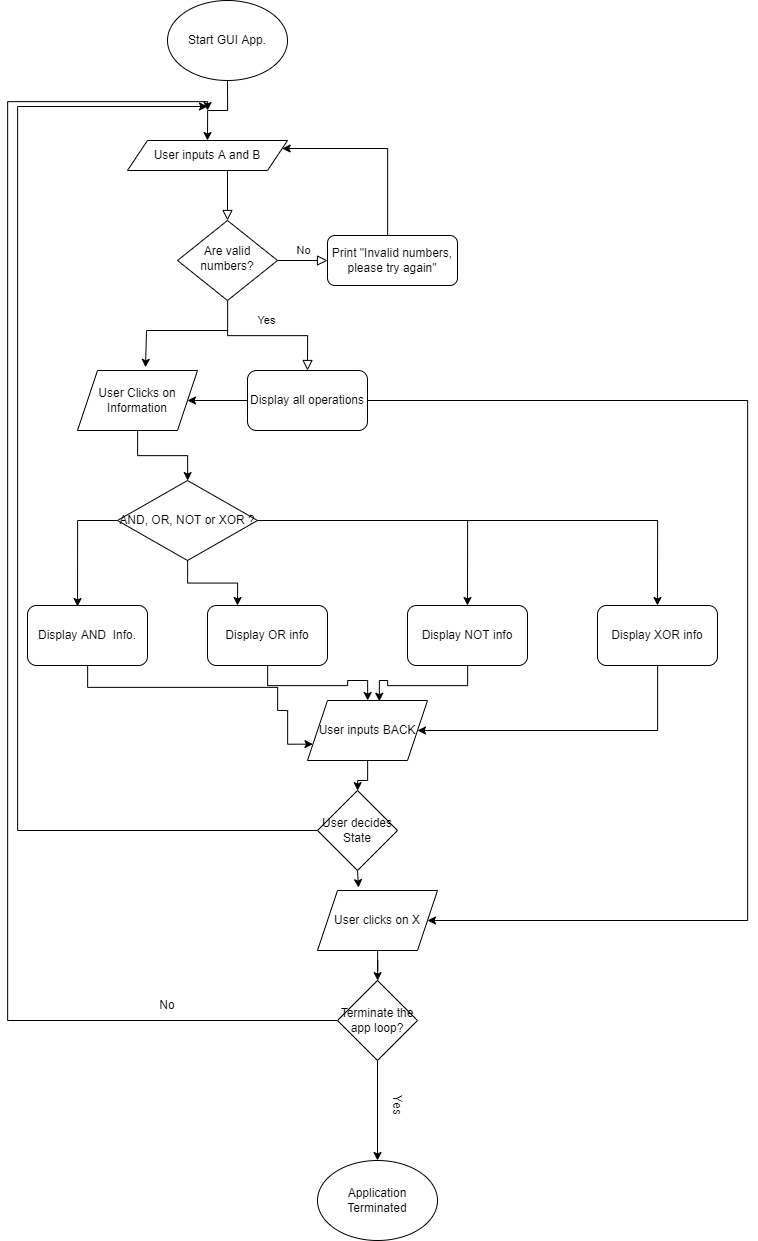 Start GUI App.
User inputs A and B
Are valid
numbers?
No
Print "Invalid numbers,
please try again"
Yes
User Clicks on
Information
Display all operations
AND, OR, NOT or XOR ?
Display AND  Info.
Display OR info
Display NOT info
Display XOR info
User inputs BACK
User decides
State
User clicks on X
No
Terminate the
app loop?
Yes
Application
Terminated